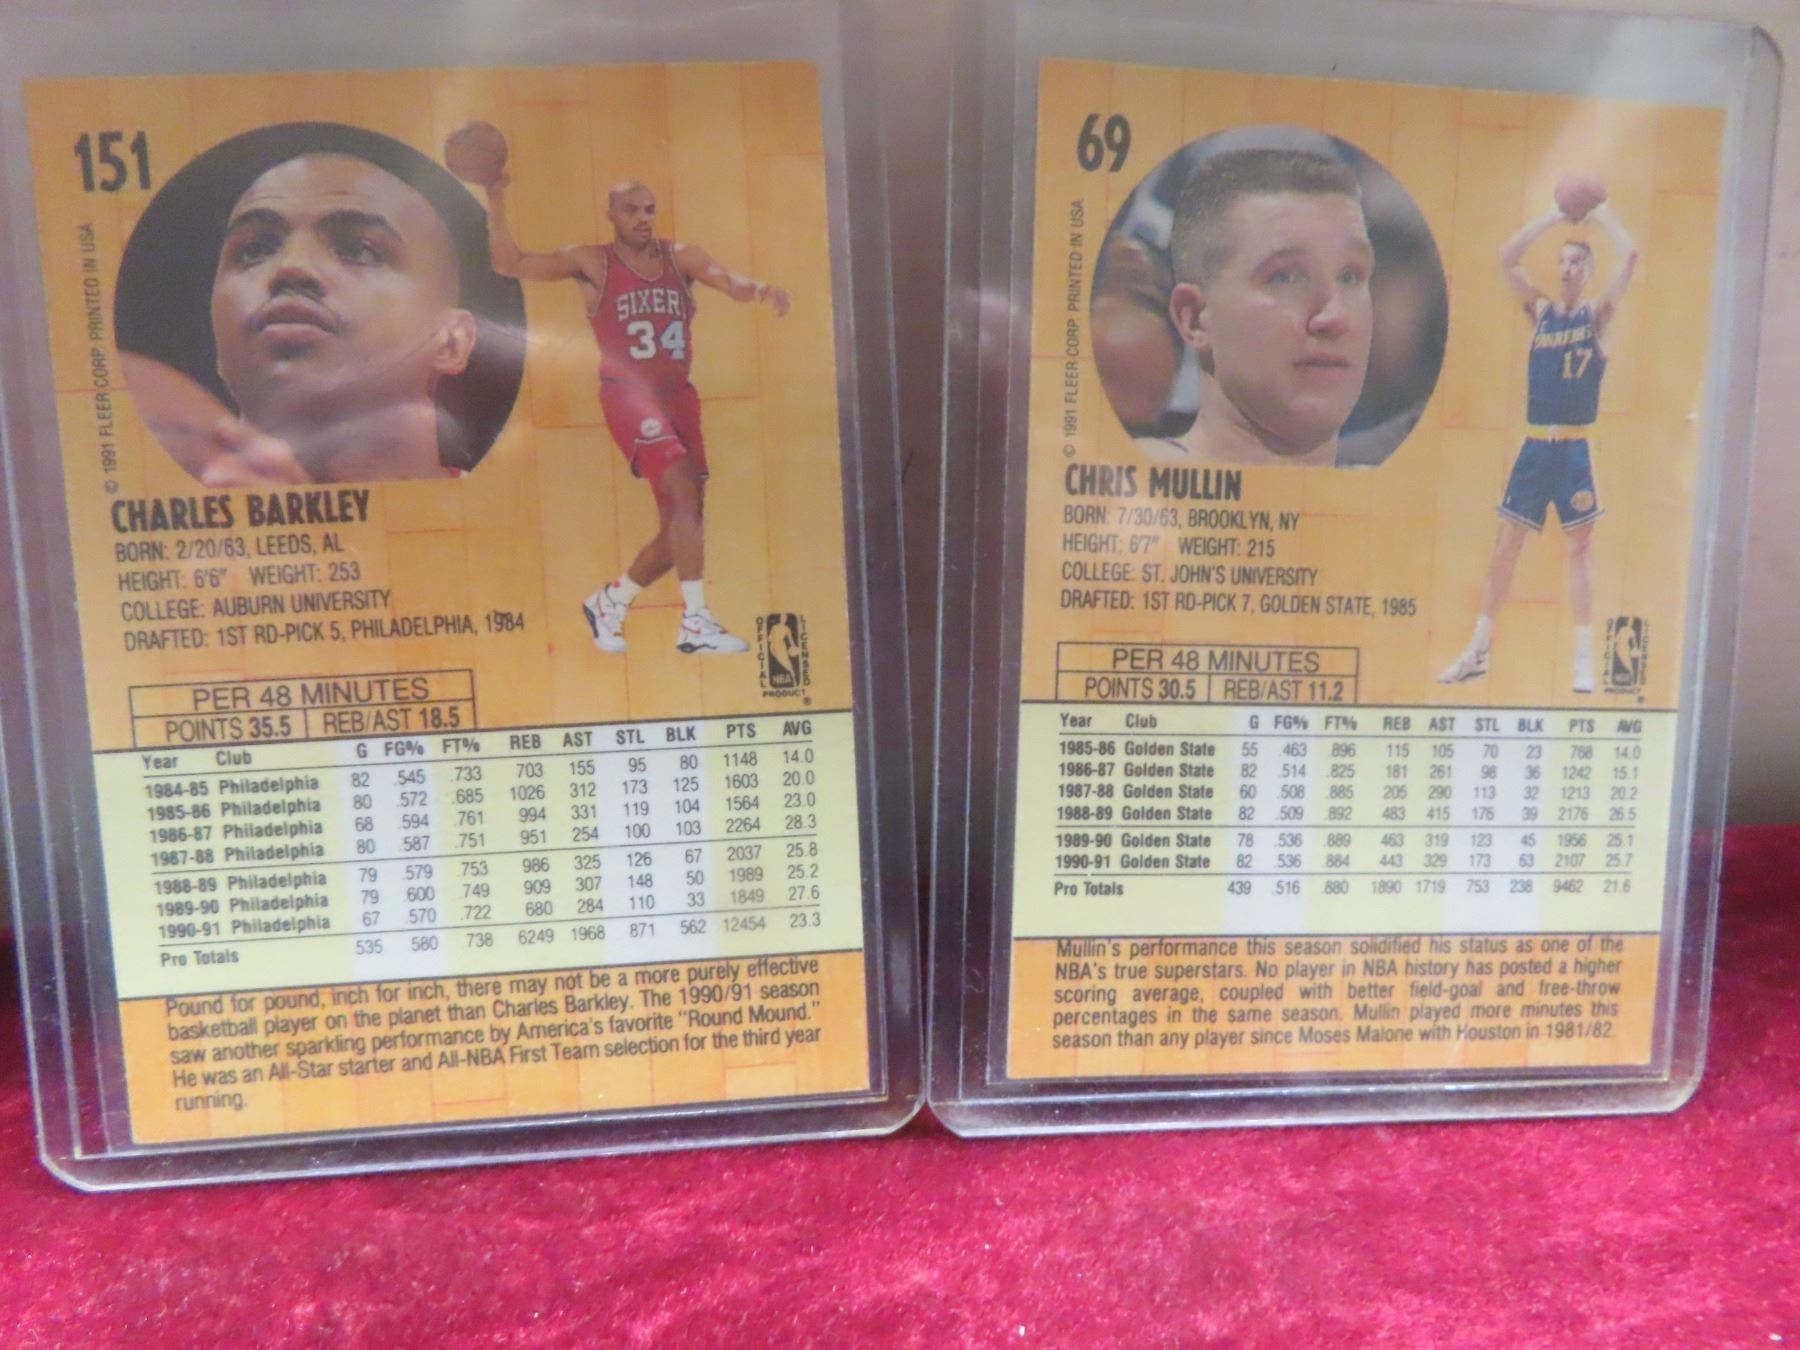 151
© 1991 FLEER CORP PRINTED IN USA
SIXER
34
CHARLES BARKLEY
BORN: 2/20/63, LEEDS, AL
HEIGHT: 6'6" WEIGHT: 253
COLLEGE: AUBURN UNIVERSITY
DRAFTED: 1ST RD-PICK 5, PHILADELPHIA, 1984
OFFICIAL LICENSED
NBA
PRODUCT
®
PER 48 MINUTES
POINTS 35.5 REB/AST 18.5
Year Club G FG% FT% REB AST STL BLK PTS AVG
1984-85 Philadelphia 82 .545 .733 703 155 95 80 1148 14.0
1985-86 Philadelphia 80 .572 .685 1026 312 173 125 1603 20.0
1986-87 Philadelphia 68 .594 .761 994 331 119 104 1564 23.0
1987-88 Philadelphia 80 .587 .751 951 254 100 103 2264 28.3
1988-89 Philadelphia 79 .579 .753 986 325 126 67 2037 25.8
1989-90 Philadelphia 79 .600 .749 909 307 148 50 1989 25.2
1990-91 Philadelphia 67 .570 .722 680 284 110 33 1849 27.6
Pro Totals 535 .580 .738 6249 1968 871 562 12454 23.3
Pound for pound, inch for inch, there may not be a more purely effective
basketball player on the planet than Charles Barkley. The 1990/91 season
saw another sparkling performance by America's favorite "Round Mound."
He was an All-Star starter and All-NBA First Team selection for the third year
running.
69
© 1991 FLEER CORP PRINTED IN USA
WARRIORS
17
CHRIS MULLIN
BORN: 7/30/63, BROOKLYN, NY
HEIGHT: 6'7" WEIGHT: 215
COLLEGE: ST. JOHN'S UNIVERSITY
DRAFTED: 1ST RD-PICK 7, GOLDEN STATE, 1985
OFFICIAL LICENSED
NBA
PRODUCT
®
PER 48 MINUTES
POINTS 30.5 REB/AST 11.2
Year Club G FG% FT% REB AST STL BLK PTS AVG
1985-86 Golden State 55 .463 .896 115 105 70 23 768 14.0
1986-87 Golden State 82 .514 .825 181 261 98 36 1242 15.1
1987-88 Golden State 60 .508 .885 205 290 113 32 1213 20.2
1988-89 Golden State 82 .509 .892 483 415 176 39 2176 26.5
1989-90 Golden State 78 .536 .889 463 319 123 45 1956 25.1
1990-91 Golden State 82 .536 .884 443 329 173 63 2107 25.7
Pro Totals 439 .516 .880 1890 1719 753 238 9462 21.6
Mullin's performance this season solidified his status as one of the
NBA's true superstars. No player in NBA history has posted a higher
scoring average, coupled with better field-goal and free-throw
percentages in the same season. Mullin played more minutes this
season than any player since Moses Malone with Houston in 1981/82.